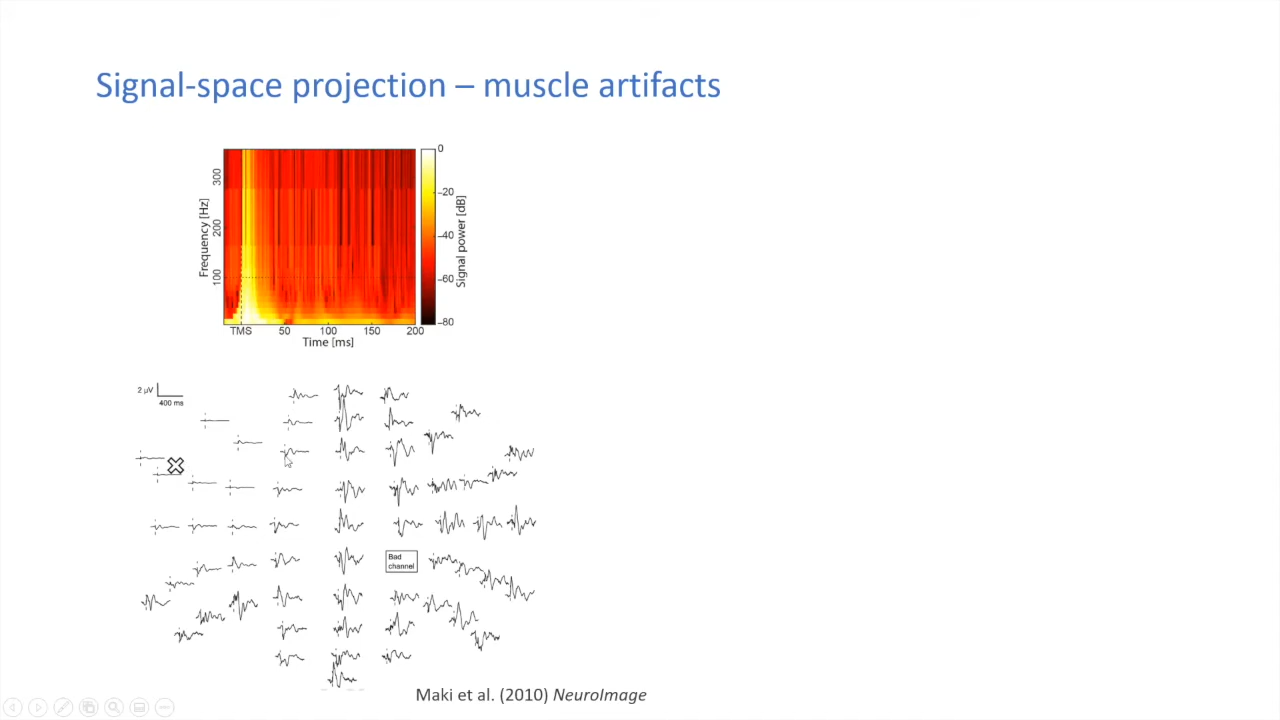 Signal-space projection – muscle artifacts
Frequency [Hz]
300
200
100
TMS
50
100
150
200
Time [ms]
0
−20
−40
−60
−80
Signal power [dB]
2 µV
400 ms
Bad
channel
Maki et al. (2010) NeuroImage